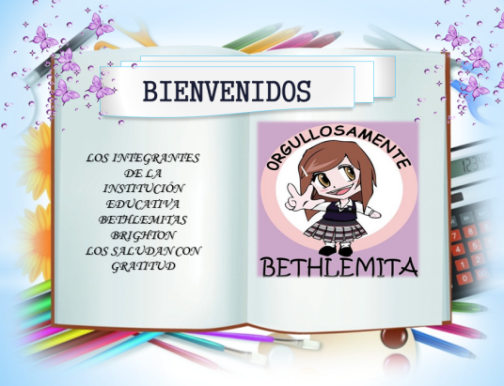 BIENVENIDOS
LOS INTEGRANTES
DE LA
INSTITUCIÓN
EDUCATIVA
BETHLEMITAS
BRIGHTON
LOS SALUDAN CON
GRATITUD
ORGULLOSAMENTE
BETHLEMITA